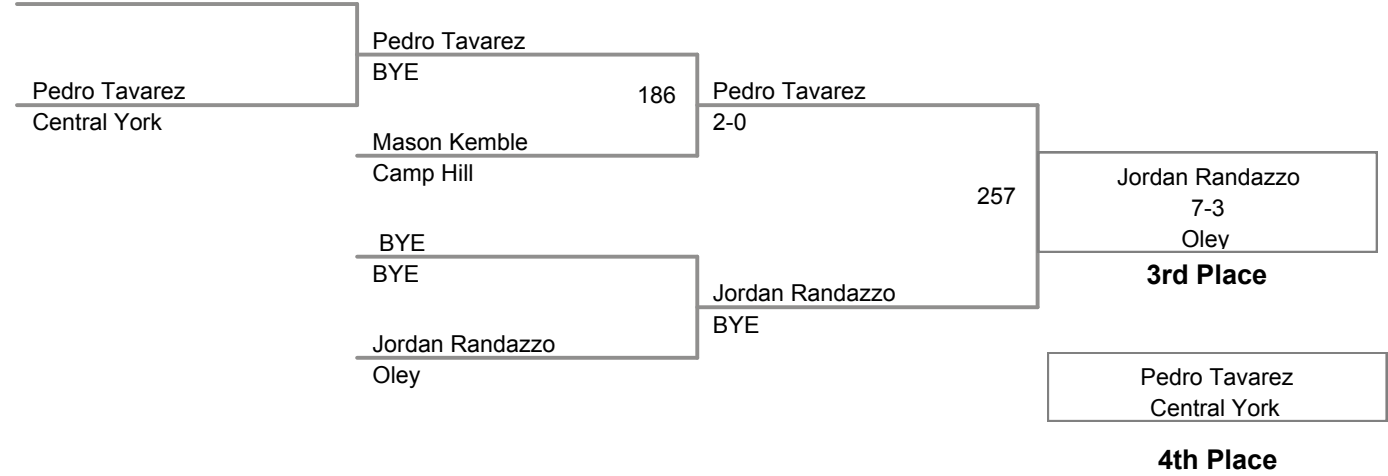 Pedro Tavarez
BYE
Pedro Tavarez
Central York
186
Pedro Tavarez
2-0
Mason Kemble
Camp Hill
257
Jordan Randazzo
7-3
Oley
3rd Place
BYE
BYE
Jordan Randazzo
BYE
Jordan Randazzo
Oley
Pedro Tavarez
Central York
4th Place